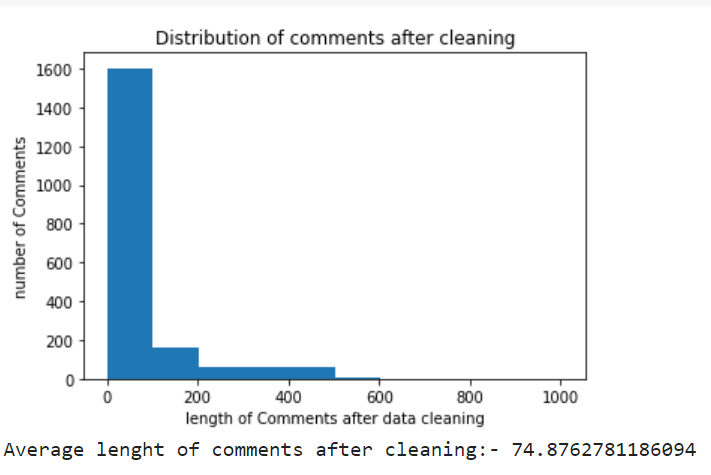 Distribution of comments after cleaning
number of Comments
1600
1400
1200
1000
800
600
400
200
0
0 200 400 600 800 1000
length of Comments after data cleaning
Average lenght of comments after cleaning:- 74.8762781186094